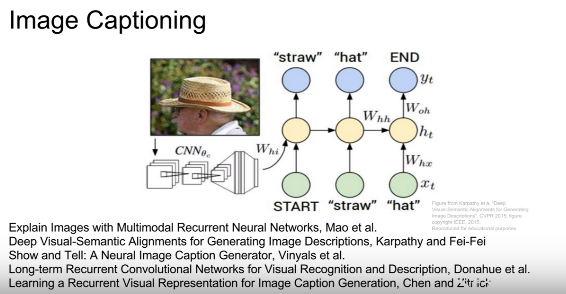 Image Captioning
"straw" "hat" END
y_t
W_oh
W_hh
h_t
CNN_θc
W_hi
W_hx
x_t
START "straw" "hat"
Figure from Karpathy et a, "Deep
Visual-Semantic Alignments for Generating
Image Descriptions", CVPR 2015; figure
copyright IEEE, 2015.
Reproduced for educational purposes.
Explain Images with Multimodal Recurrent Neural Networks, Mao et al.
Deep Visual-Semantic Alignments for Generating Image Descriptions, Karpathy and Fei-Fei
Show and Tell: A Neural Image Caption Generator, Vinyals et al.
Long-term Recurrent Convolutional Networks for Visual Recognition and Description, Donahue et al.
Learning a Recurrent Visual Representation for Image Caption Generation, Chen and Zitnick